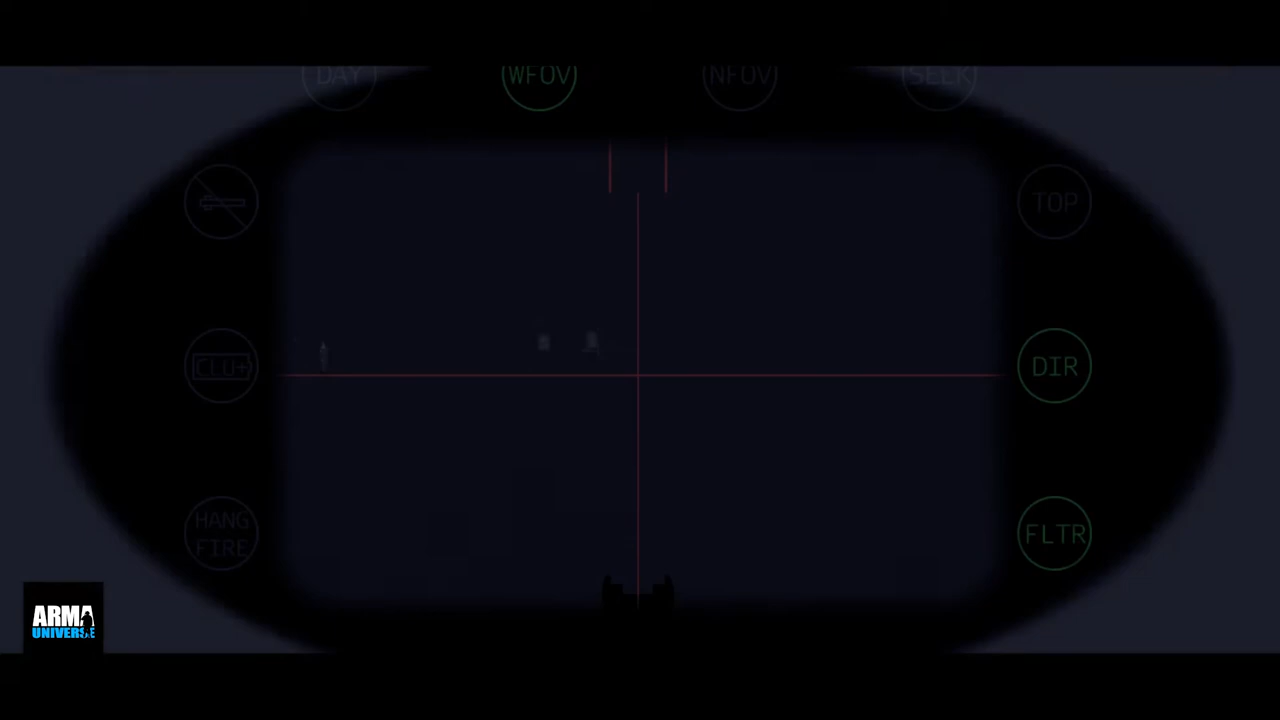 DAY WFOV NFOV SEEK
TOP
CLU+ DIR
HANG
FIRE
FLTR
ARMA
UNIVERSE